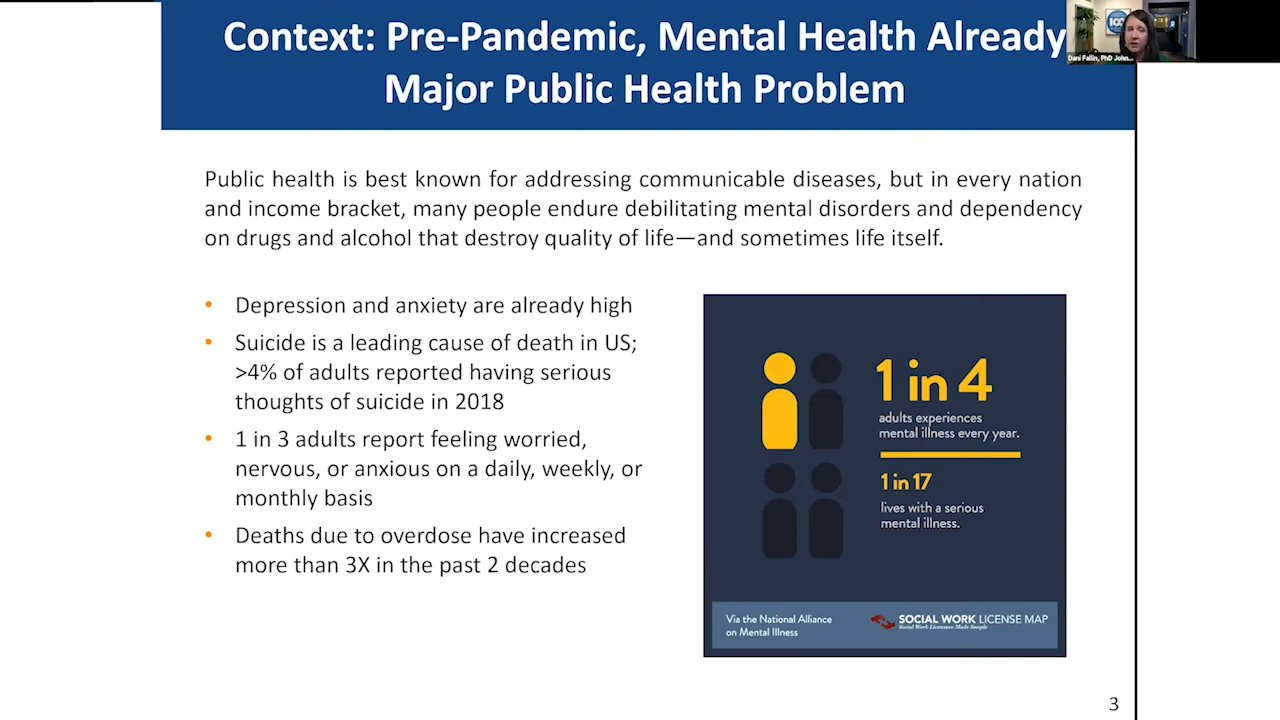 Context: Pre-Pandemic, Mental Health Already
Major Public Health Problem
100
Dani Fallin, PhD John...
Public health is best known for addressing communicable diseases, but in every nation
and income bracket, many people endure debilitating mental disorders and dependency
on drugs and alcohol that destroy quality of life—and sometimes life itself.
• Depression and anxiety are already high
• Suicide is a leading cause of death in US;
>4% of adults reported having serious
thoughts of suicide in 2018
• 1 in 3 adults report feeling worried,
nervous, or anxious on a daily, weekly, or
monthly basis
• Deaths due to overdose have increased
more than 3X in the past 2 decades
1 in 4
adults experiences
mental illness every year.
1 in 17
lives with a serious
mental illness.
Via the National Alliance
on Mental Illness
SOCIAL WORK LICENSE MAP
Social Work Licensure Made Simple
3